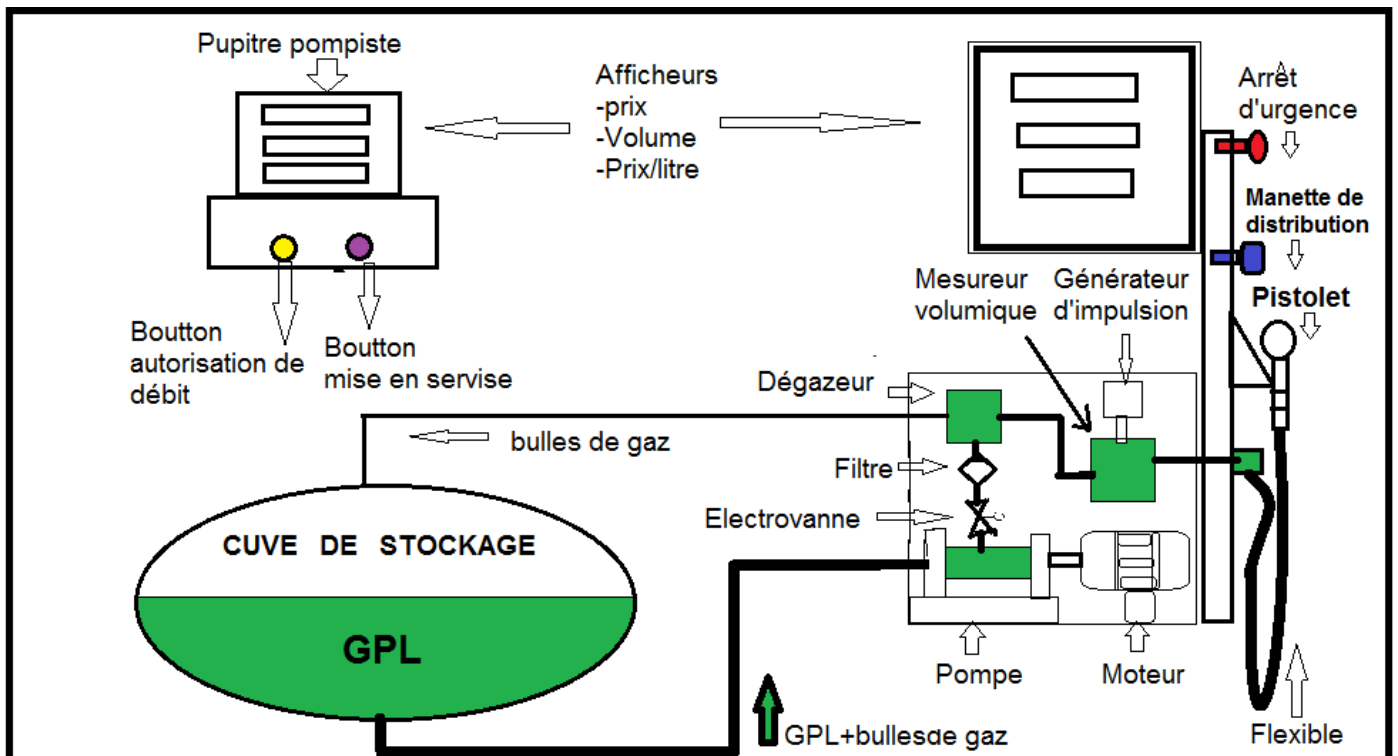 Pupitre pompiste
Afficheurs
-prix
-Volume
-Prix/litre
Arrêt
d'urgence
Manette de
distribution
Pistolet
Mesureur
volumique
Générateur
d'impulsion
Boutton
autorisation de
débit
Boutton
mise en servise
Dégazeur
bulles de gaz
Filtre
Electrovanne
CUVE DE STOCKAGE
GPL
Pompe
Moteur
GPL+bullesde gaz
Flexible